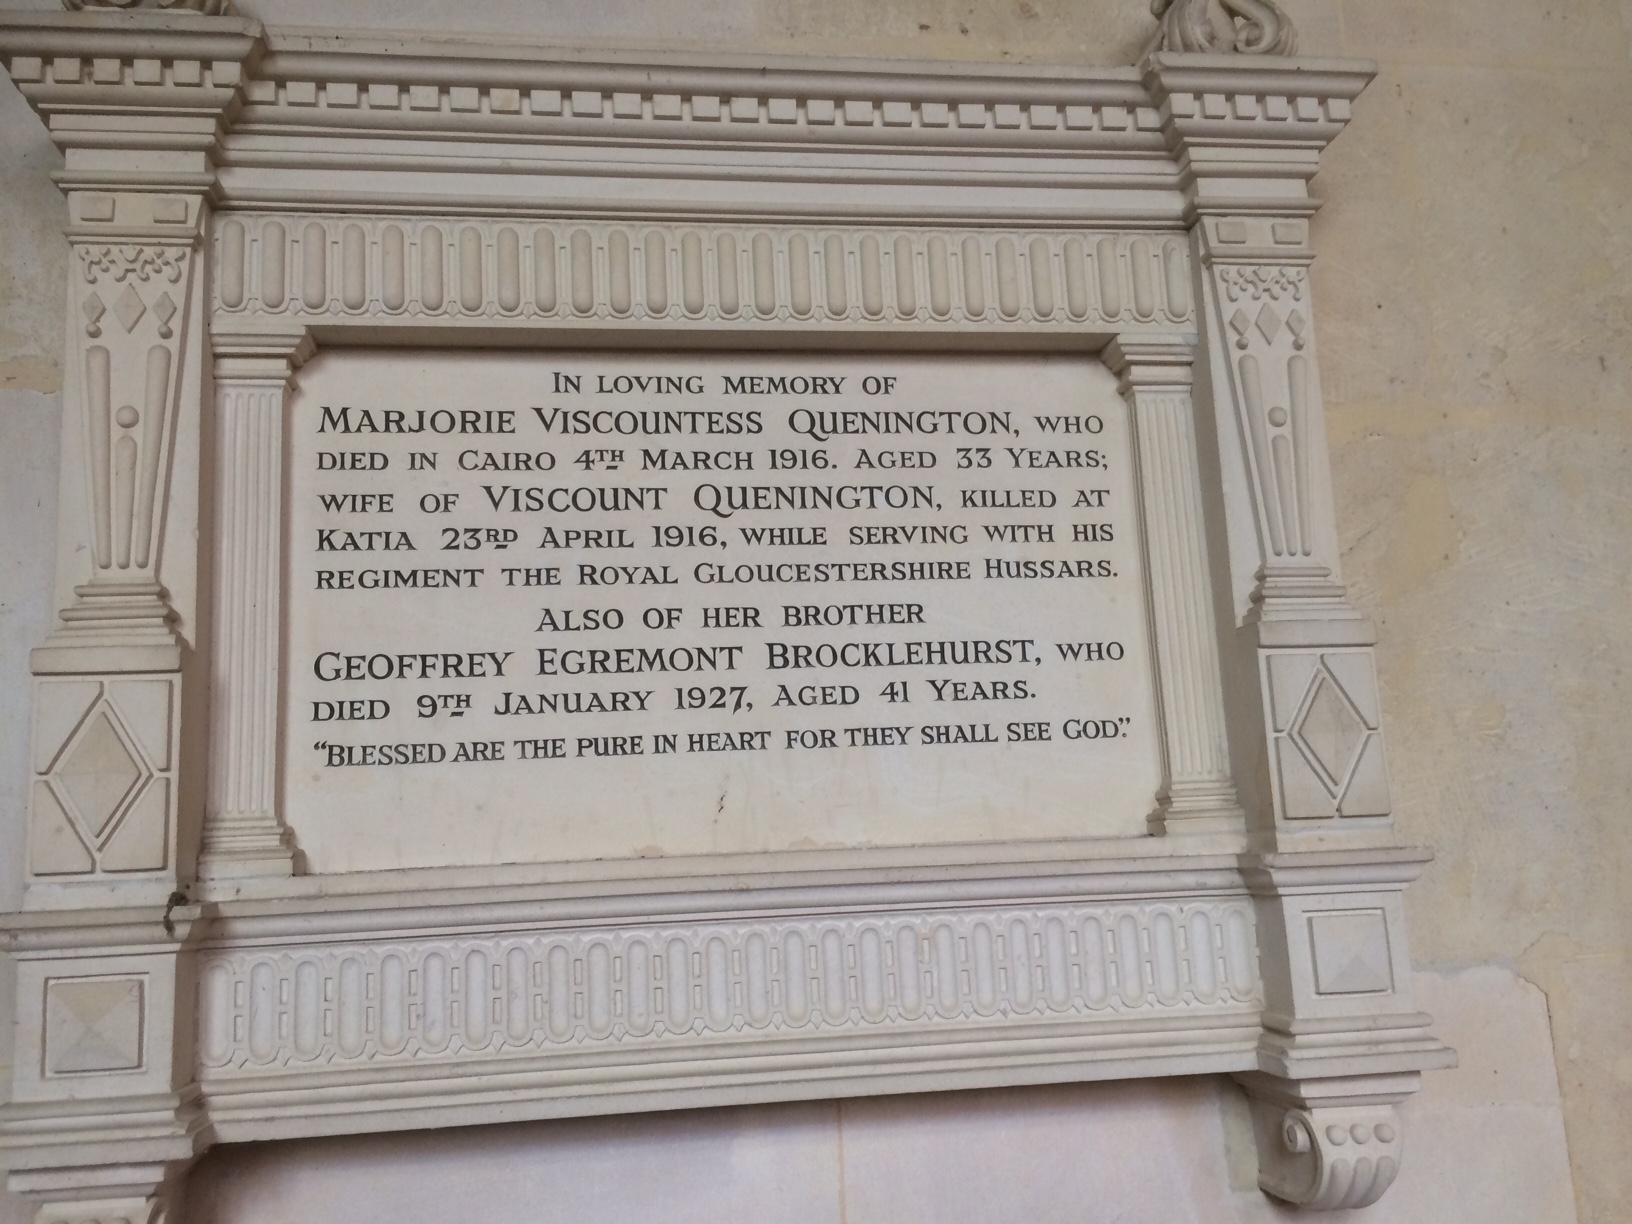 IN LOVING MEMORY OF
MARJORIE VISCOUNTESS QUENINGTON, WHO
DIED IN CAIRO 4TH MARCH 1916. AGED 33 YEARS;
WIFE OF VISCOUNT QUENINGTON, KILLED AT
KATIA 23RD APRIL 1916, WHILE SERVING WITH HIS
REGIMENT THE ROYAL GLOUCESTERSHIRE HUSSARS.
ALSO OF HER BROTHER
GEOFFREY EGREMONT BROCKLEHURST, WHO
DIED 9TH JANUARY 1927, AGED 41 YEARS.
“BLESSED ARE THE PURE IN HEART FOR THEY SHALL SEE GOD.”